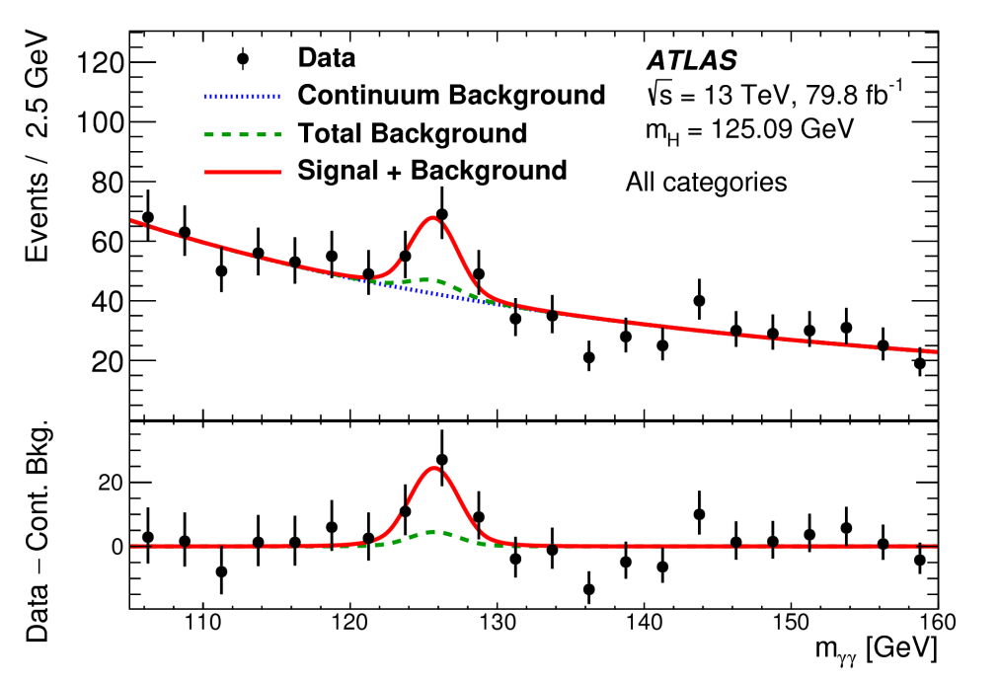 Events / 2.5 GeV
120
100
80
60
40
20
Data
Continuum Background
Total Background
Signal + Background
ATLAS
√s = 13 TeV, 79.8 fb⁻¹
m_H = 125.09 GeV
All categories
Data − Cont. Bkg.
20
0
110 120 130 140 150 160
m_γγ [GeV]